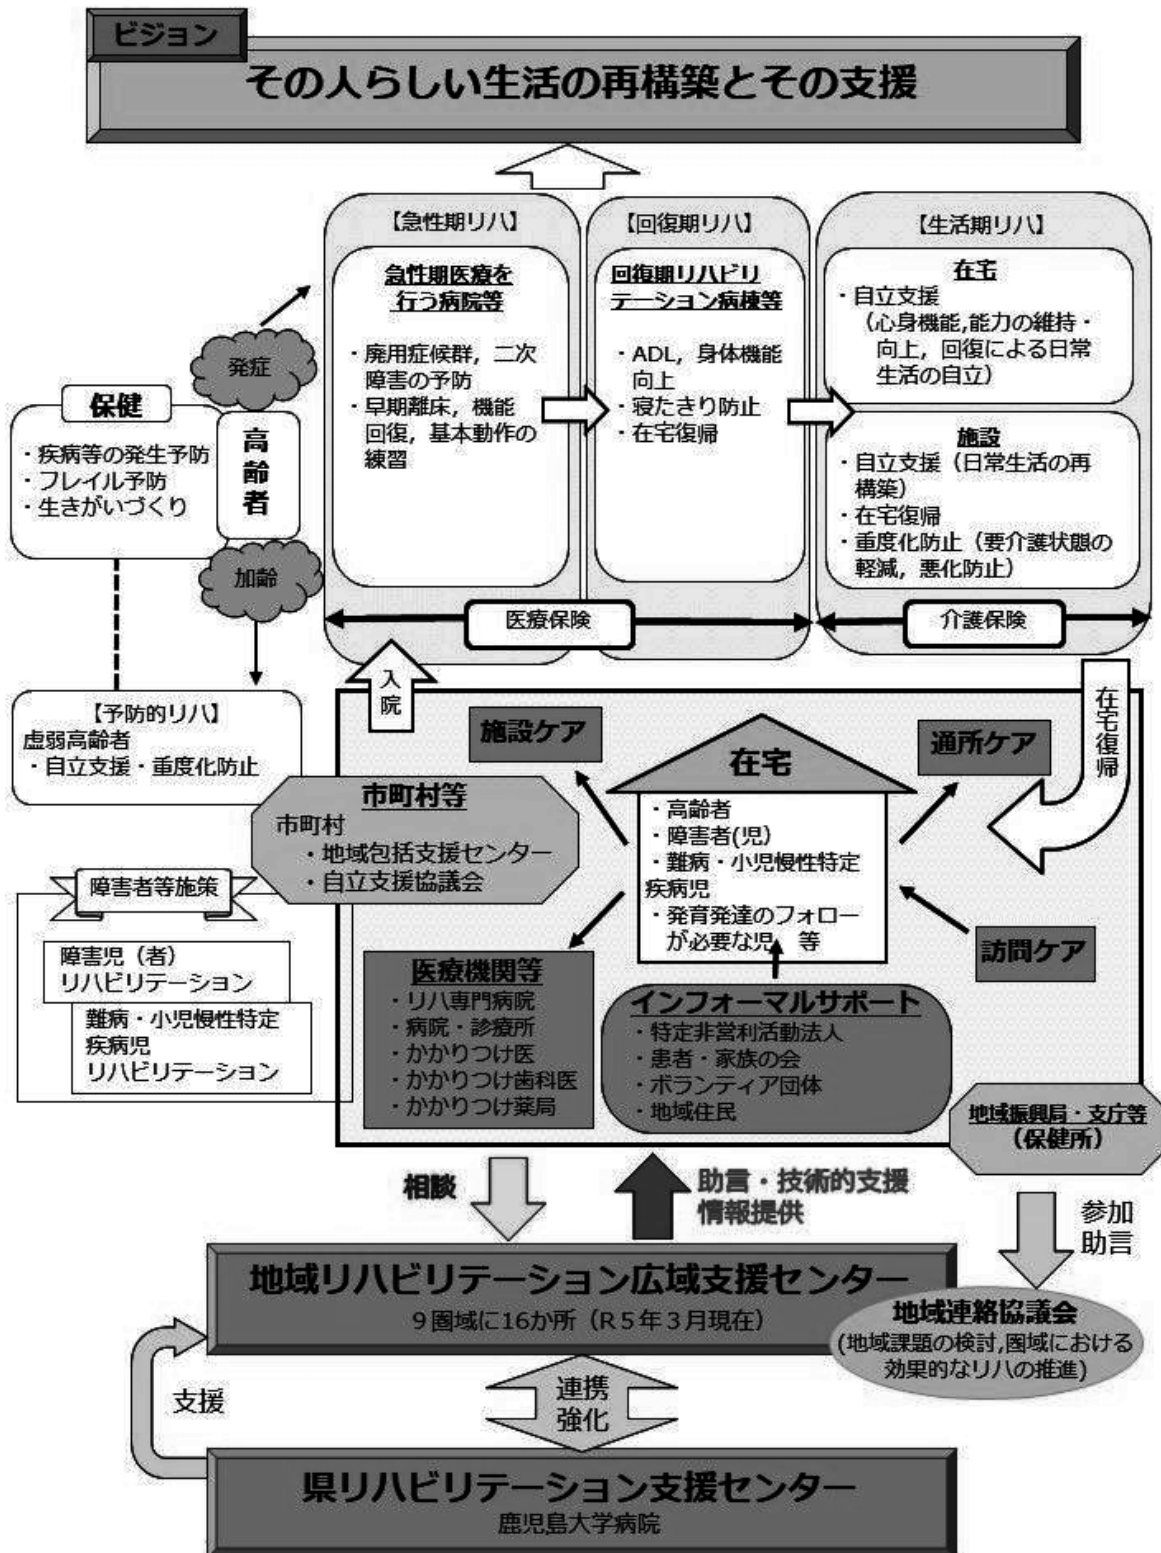 ビジョン
その人らしい生活の再構築とその支援
【急性期リハ】
急性期医療を
行う病院等
・廃用症候群，二次
障害の予防
・早期離床，機能
回復，基本動作の
練習
【回復期リハ】
回復期リハビリ
テーション病棟等
・ADL，身体機能
向上
・寝たきり防止
・在宅復帰
【生活期リハ】
在宅
・自立支援
（心身機能,能力の維持・
向上，回復による日常
生活の自立）
施設
・自立支援（日常生活の再
構築）
・在宅復帰
・重度化防止（要介護状態の
軽減，悪化防止）
医療保険
介護保険
発症
保健
・疾病等の発生予防
・フレイル予防
・生きがいづくり
高齢者
加齢
【予防的リハ】
虚弱高齢者
・自立支援・重度化防止
入院
在宅復帰
市町村等
市町村
・地域包括支援センター
・自立支援協議会
障害者等施策
障害児（者）
リハビリテーション
難病・小児慢性特定
疾病児
リハビリテーション
施設ケア
在宅
・高齢者
・障害者(児)
・難病・小児慢性特定
疾病児
・発育発達のフォロー
が必要な児　等
通所ケア
訪問ケア
医療機関等
・リハ専門病院
・病院・診療所
・かかりつけ医
・かかりつけ歯科医
・かかりつけ薬局
インフォーマルサポート
・特定非営利活動法人
・患者・家族の会
・ボランティア団体
・地域住民
地域振興局・支庁等
（保健所）
相談
助言・技術的支援
情報提供
参加
助言
地域リハビリテーション広域支援センター
９圏域に16か所（R５年３月現在）
地域連絡協議会
(地域課題の検討,圏域における
効果的なリハの推進)
支援
連携
強化
県リハビリテーション支援センター
鹿児島大学病院